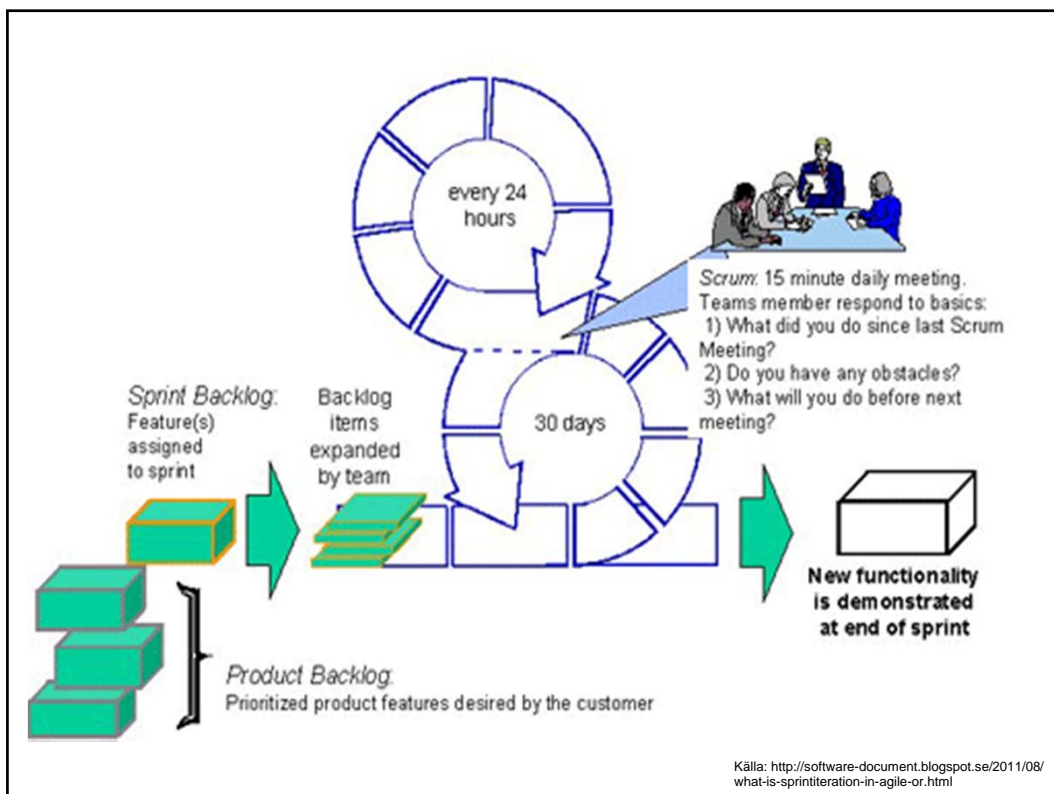 every 24
hours
Scrum: 15 minute daily meeting.
Teams member respond to basics:
1) What did you do since last Scrum
Meeting?
2) Do you have any obstacles?
3) What will you do before next
meeting?
Sprint Backlog:
Feature(s)
assigned
to sprint
Backlog
items
expanded
by team
30 days
New functionality
is demonstrated
at end of sprint
Product Backlog:
Prioritized product features desired by the customer
Källa: http://software-document.blogspot.se/2011/08/
what-is-sprintiteration-in-agile-or.html